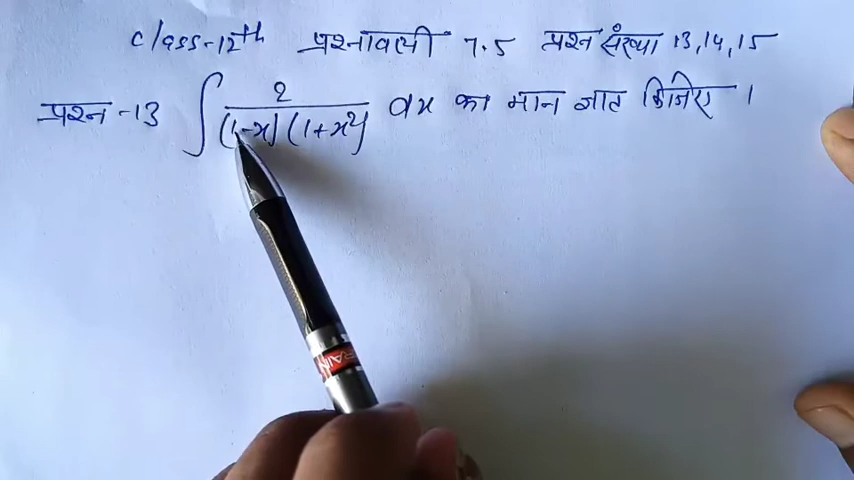 class-12th प्रश्नावली 7.5 प्रश्न संख्या 13,14,15
प्रश्न -13 ∫ 2/(1-x)(1+x²) dx का मान ज्ञात किजिए ।